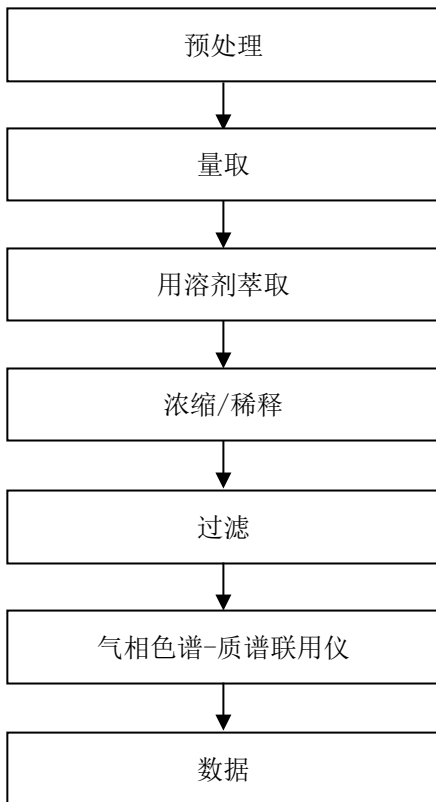 预处理
量取
用溶剂萃取
浓缩/稀释
过滤
气相色谱-质谱联用仪
数据